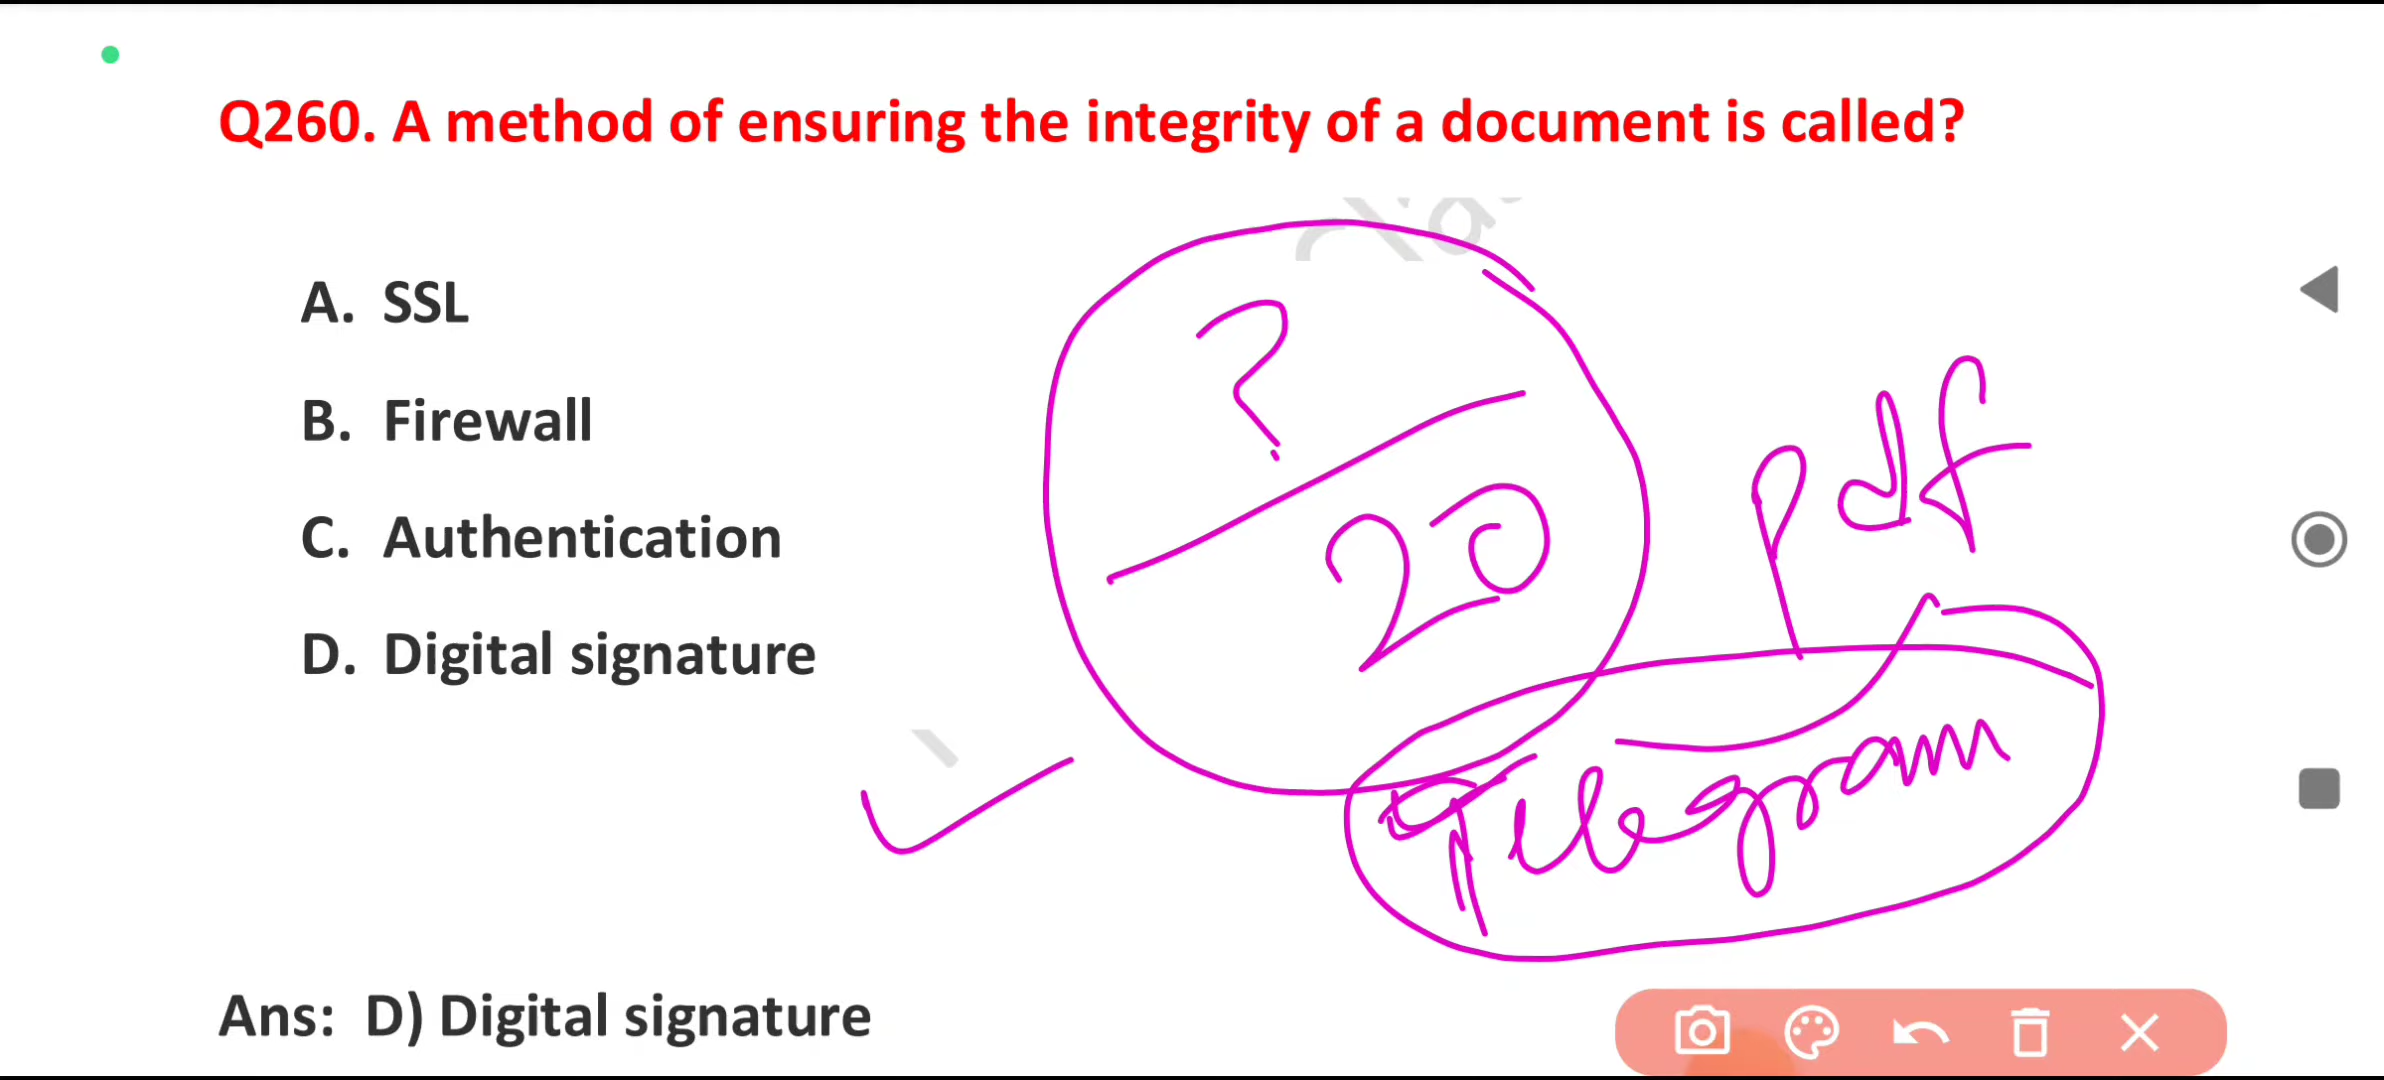 Q260. A method of ensuring the integrity of a document is called?
A. SSL
B. Firewall
C. Authentication
D. Digital signature
?
20
pdf
Telegram
Ans: D) Digital signature